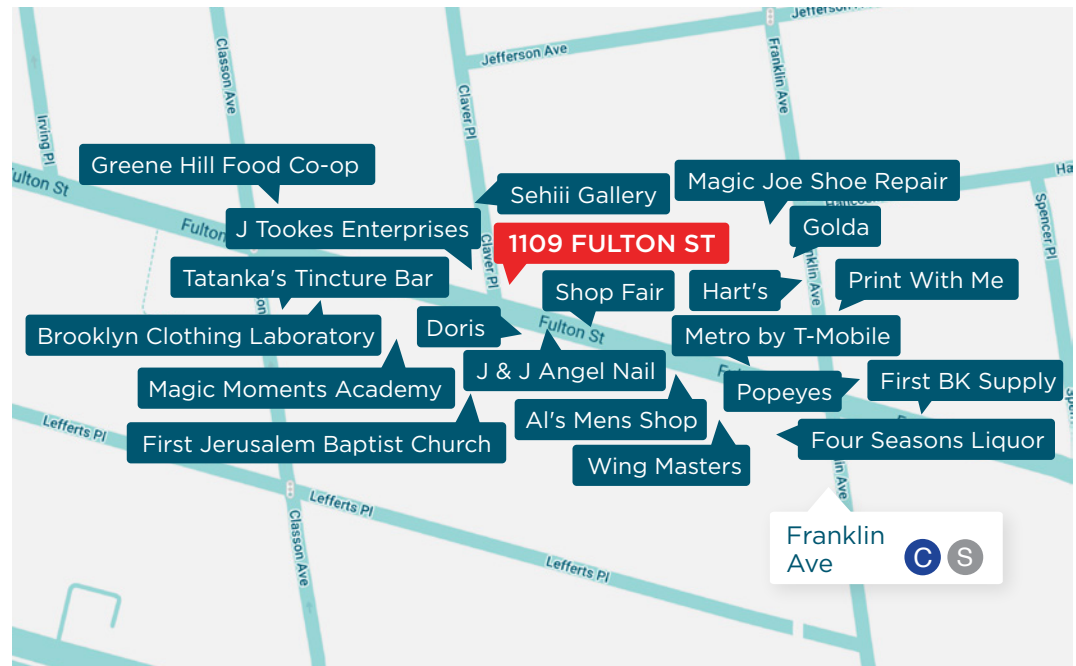 Jefferson
Jefferson Ave
Irving Pl
Classon Ave
Claver Pl
Franklin Ave
Greene Hill Food Co-op
Sehiii Gallery
Magic Joe Shoe Repair
ulton St
Spencer Pl
Fulton
J Tookes Enterprises
1109 FULTON ST
Golda
Claver Pl
nklin Ave
Tatanka's Tincture Bar
Shop Fair
Hart's
Print With Me
Brooklyn Clothing Laboratory
Doris
Fulton St
Metro by T-Mobile
Magic Moments Academy
J & J Angel Nail
Popeyes
First BK Supply
First Jerusalem Baptist Church
Al's Mens Shop
Four Seasons Liquor
Lefferts Pl
Wing Masters
Lefferts Pl
Classon Ave
Lefferts Pl
Franklin
Ave
C S